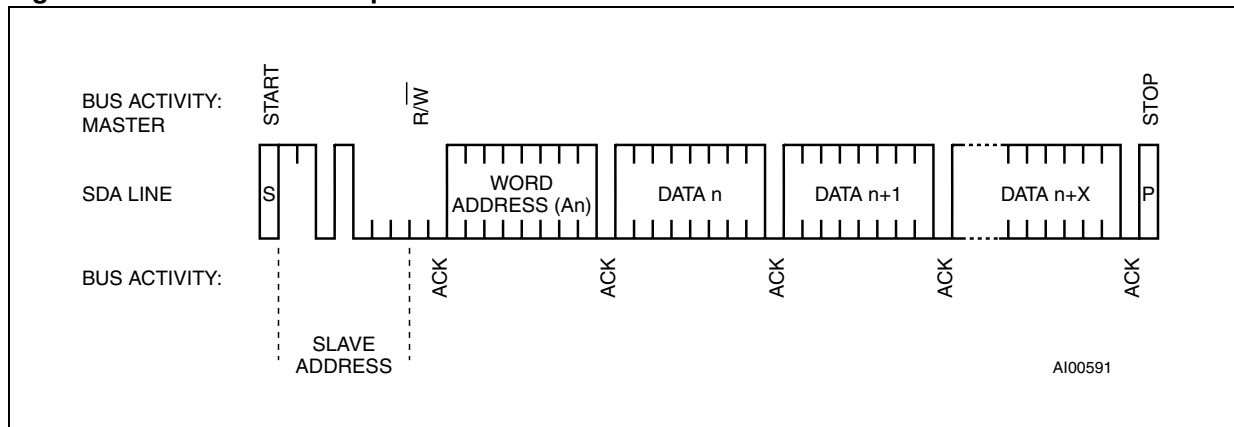 BUS ACTIVITY:
MASTER
START
R/W
STOP
SDA LINE
S
WORD
ADDRESS (An)
DATA n
DATA n+1
DATA n+X
P
BUS ACTIVITY:
ACK
ACK
ACK
ACK
ACK
SLAVE
ADDRESS
AI00591